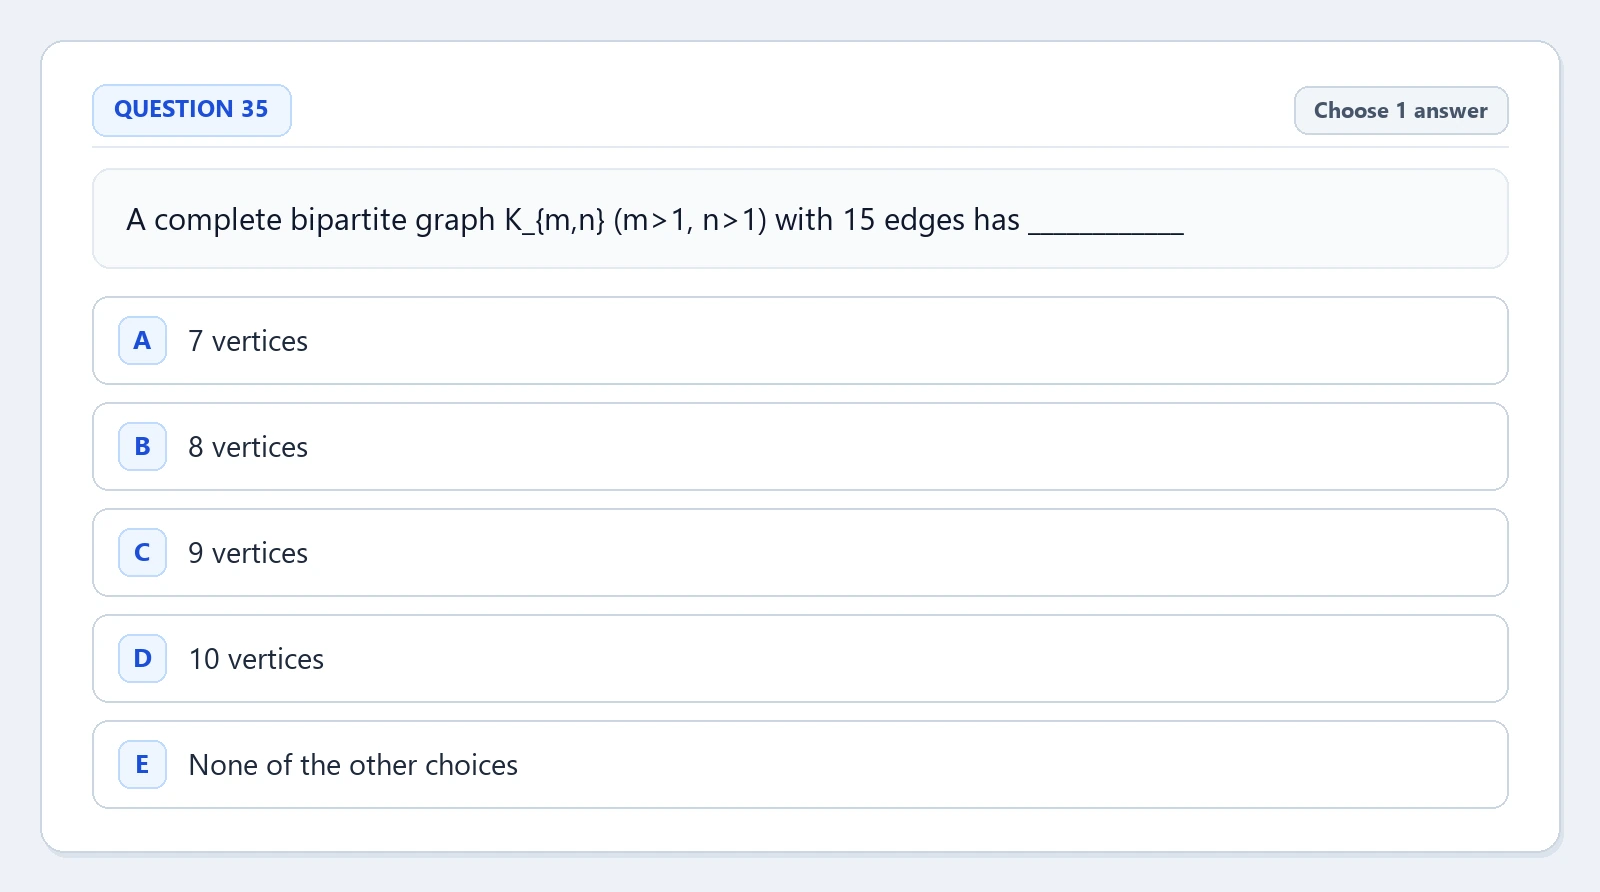 QUESTION 35
Choose 1 answer
A complete bipartite graph K_{m,n} (m>1, n>1) with 15 edges has ____________
A
7 vertices
B
8 vertices
C
9 vertices
D
10 vertices
E
None of the other choices